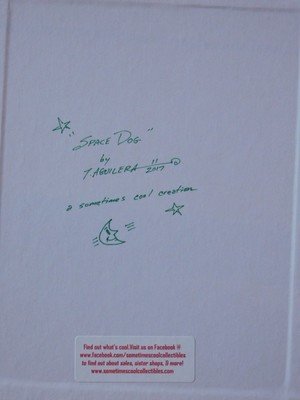 "SPACE DOG"
by
T. AGUILERA 11 2017 ©
a sometimes cool creation
Find out what's cool.Visit us on Facebook @
www.facebook.com/sometimescoolcollectibles
to find out about sales, sister shops, & more!
www.sometimescoolcollectibles.com